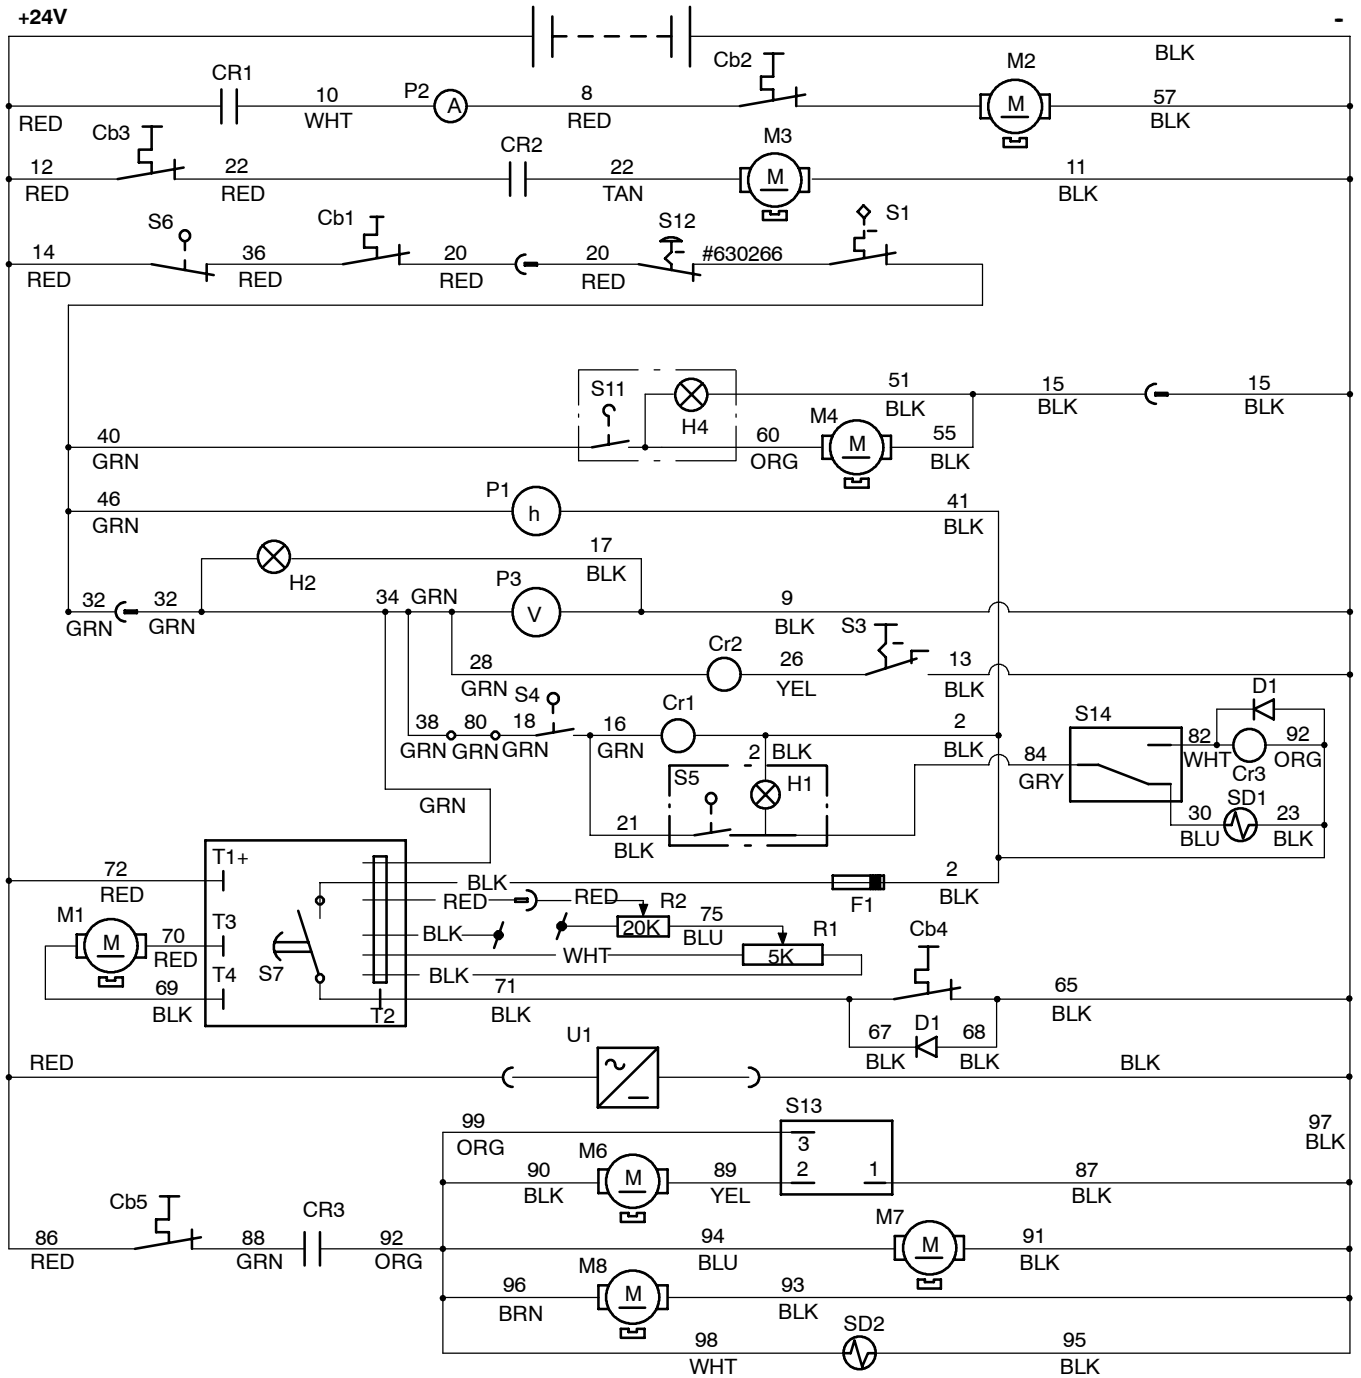 +24V
-
BLK
CR1
10
WHT
P2
A
8
RED
Cb2
M2
M
57
BLK
RED
Cb3
12
RED
22
RED
CR2
22
TAN
M3
M
11
BLK
S6
14
RED
36
RED
Cb1
20
RED
20
RED
S12
#630266
S1
S11
H4
51
BLK
15
BLK
15
BLK
40
GRN
60
ORG
M4
M
55
BLK
46
GRN
P1
h
41
BLK
H2
17
BLK
32
GRN
32
GRN
34 GRN
P3
V
9
BLK
28
GRN
Cr2
26
YEL
S3
13
BLK
38
GRN
80
GRN
18
GRN
S4
16
GRN
Cr1
2
BLK
2
BLK
S14
D1
82
WHT
Cr3
92
ORG
84
GRY
S5
H1
21
BLK
30
BLU
SD1
23
BLK
GRN
T1+
72
RED
BLK
F1
2
BLK
RED
RED
R2
20K
M1
M
70
RED
T3
S7
BLK
75
BLU
R1
5K
WHT
BLK
69
BLK
T4
T2
71
BLK
Cb4
65
BLK
67
BLK
D1
68
BLK
RED
U1
BLK
99
ORG
S13
3
2
1
97
BLK
90
BLK
M6
M
89
YEL
87
BLK
86
RED
Cb5
88
GRN
CR3
92
ORG
94
BLU
M7
M
91
BLK
96
BRN
M8
M
93
BLK
98
WHT
SD2
95
BLK